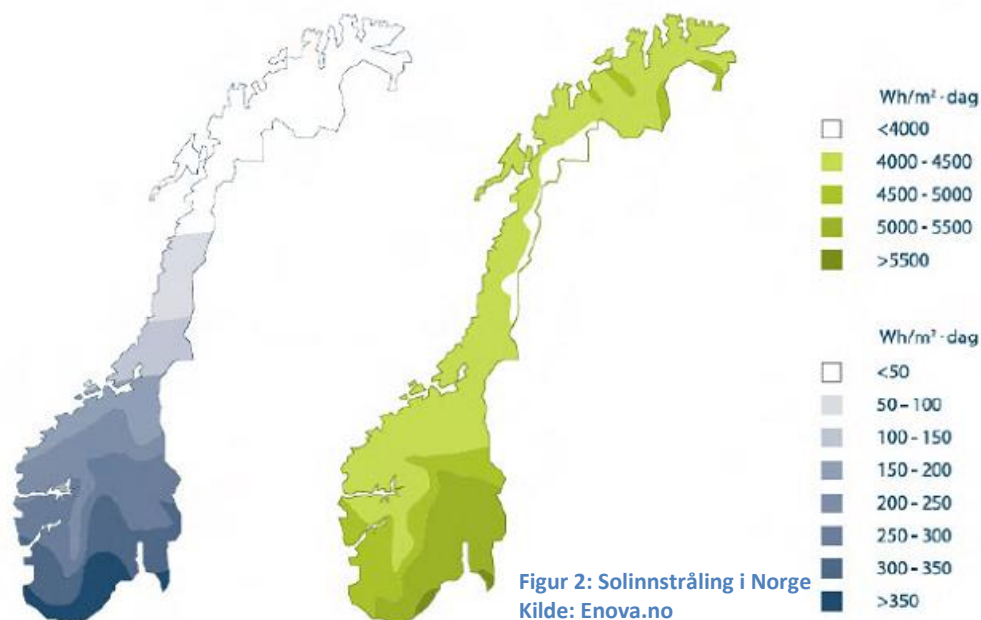 Wh/m²·dag
<4000
4000 - 4500
4500 - 5000
5000 - 5500
>5500
Wh/m²·dag
<50
50 – 100
100 - 150
150 - 200
200 - 250
250 - 300
300 - 350
>350
Figur 2: Solinnstråling i Norge
Kilde: Enova.no